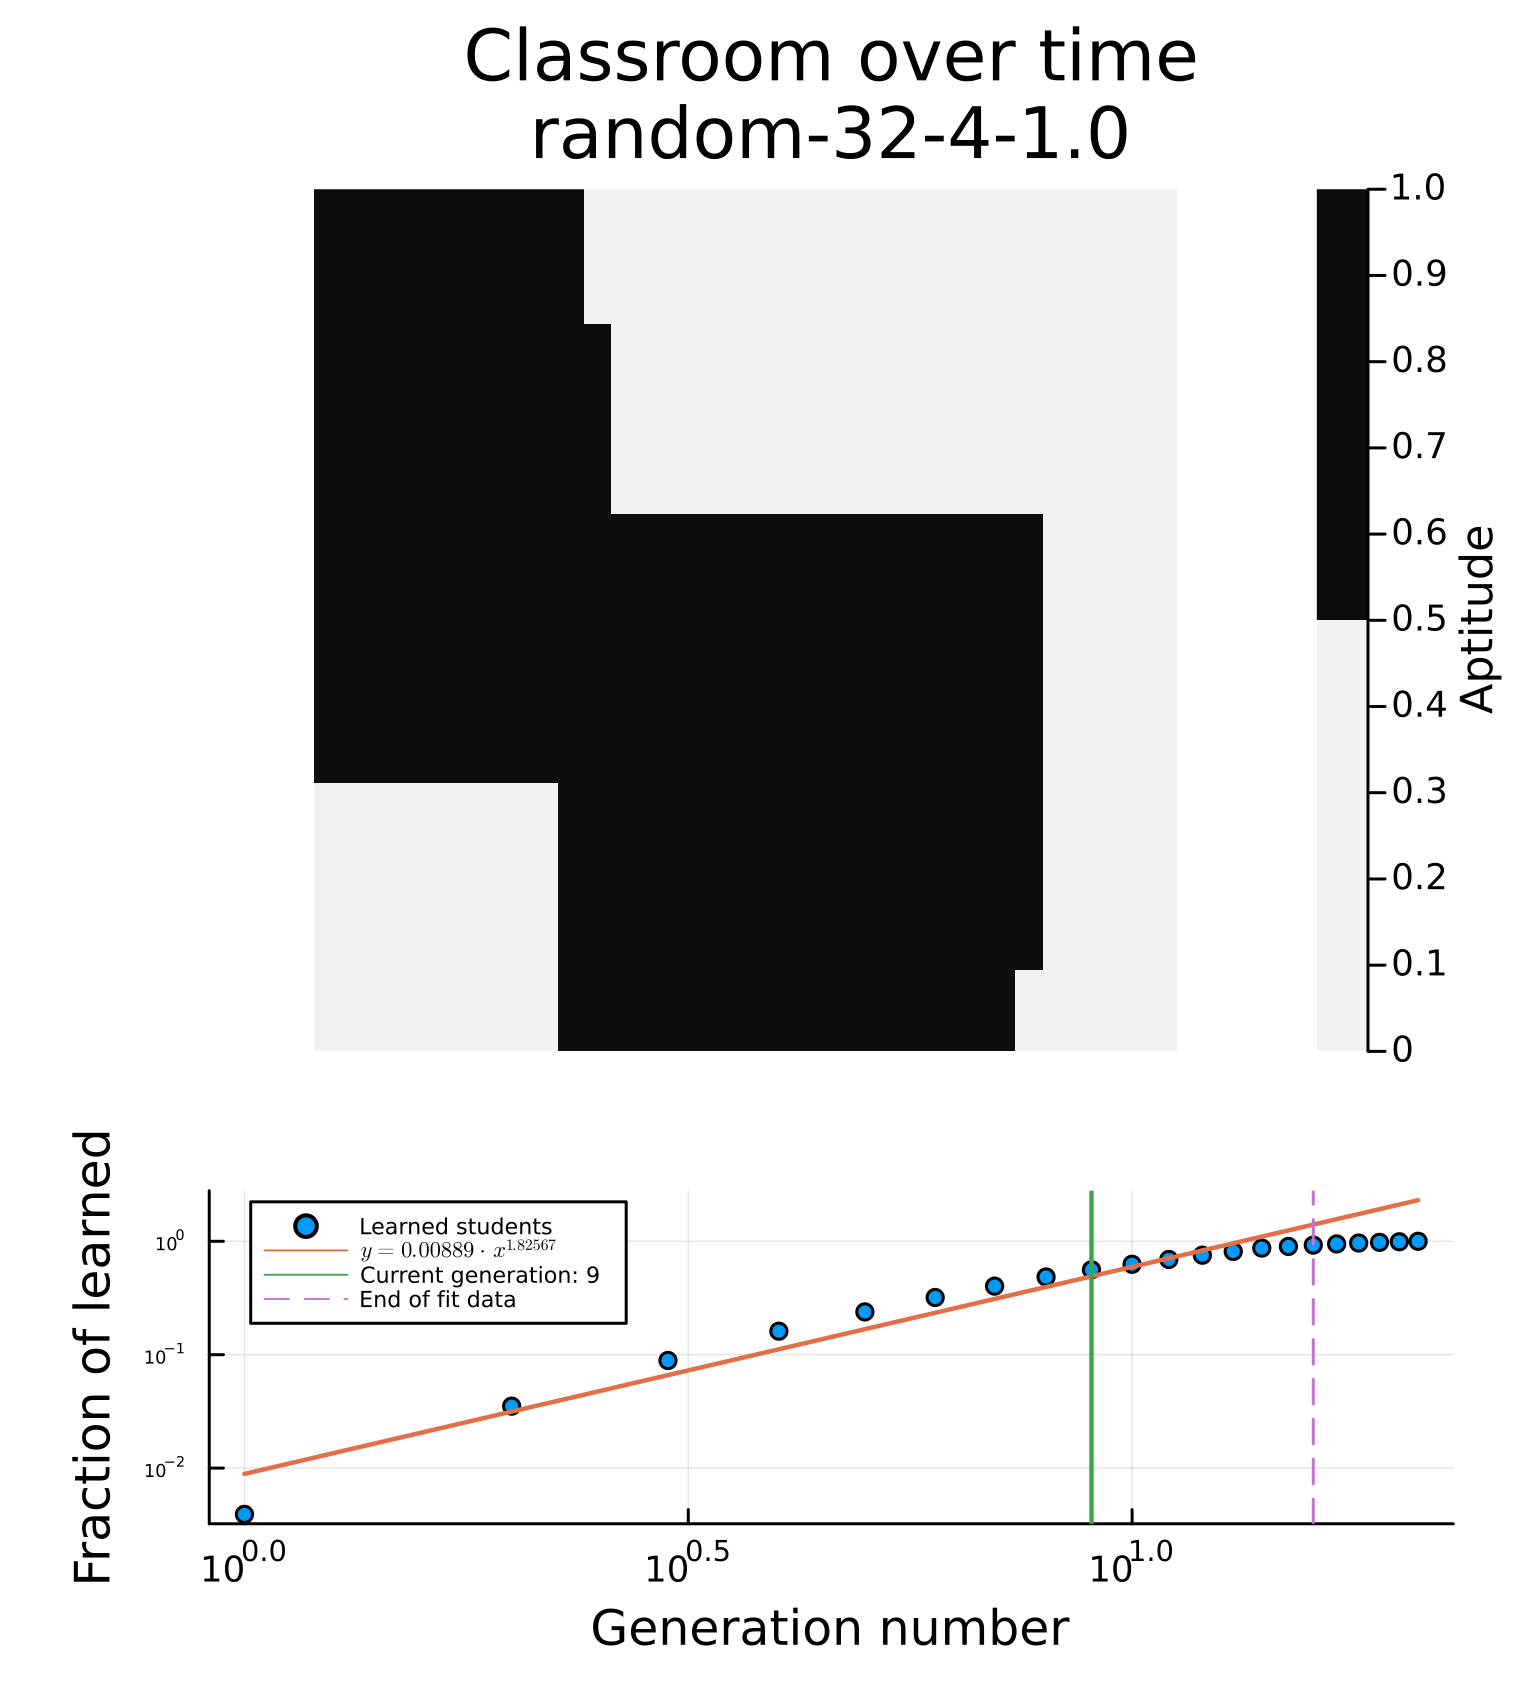 Classroom over time
random-32-4-1.0
1.0
0.9
0.8
0.7
0.6
0.5
0.4
0.3
0.2
0.1
0
Aptitude
Fraction of learned
10⁰
10⁻¹
10⁻²
Learned students
y = 0.00889 · x^1.82567
Current generation: 9
End of fit data
10^0.0
10^0.5
10^1.0
Generation number